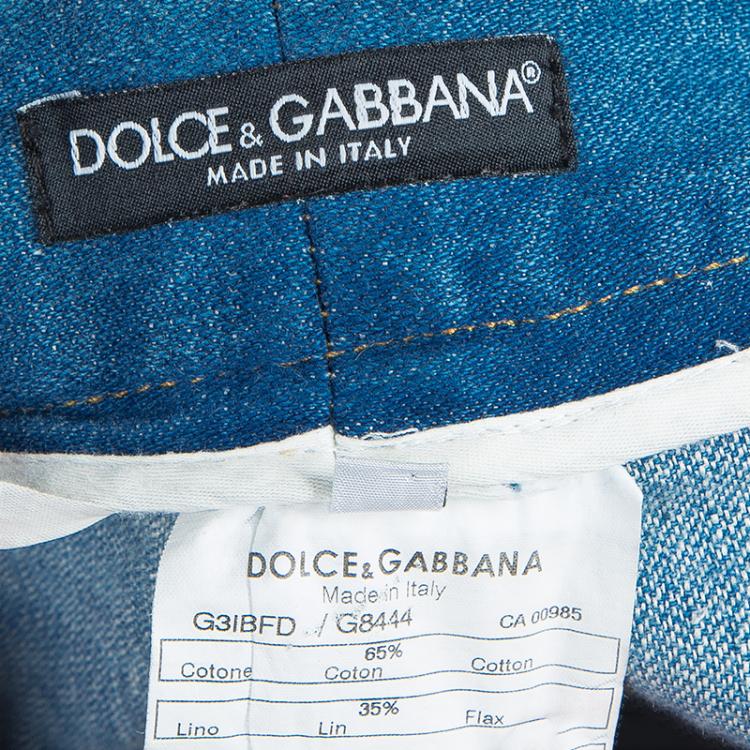 DOLCE & GABBANA®
MADE IN ITALY
DOLCE & GABBANA
Made in Italy
G3IBFD / G8444 CA 00985
65%
Cotone Coton Cotton
35%
Lino Lin Flax